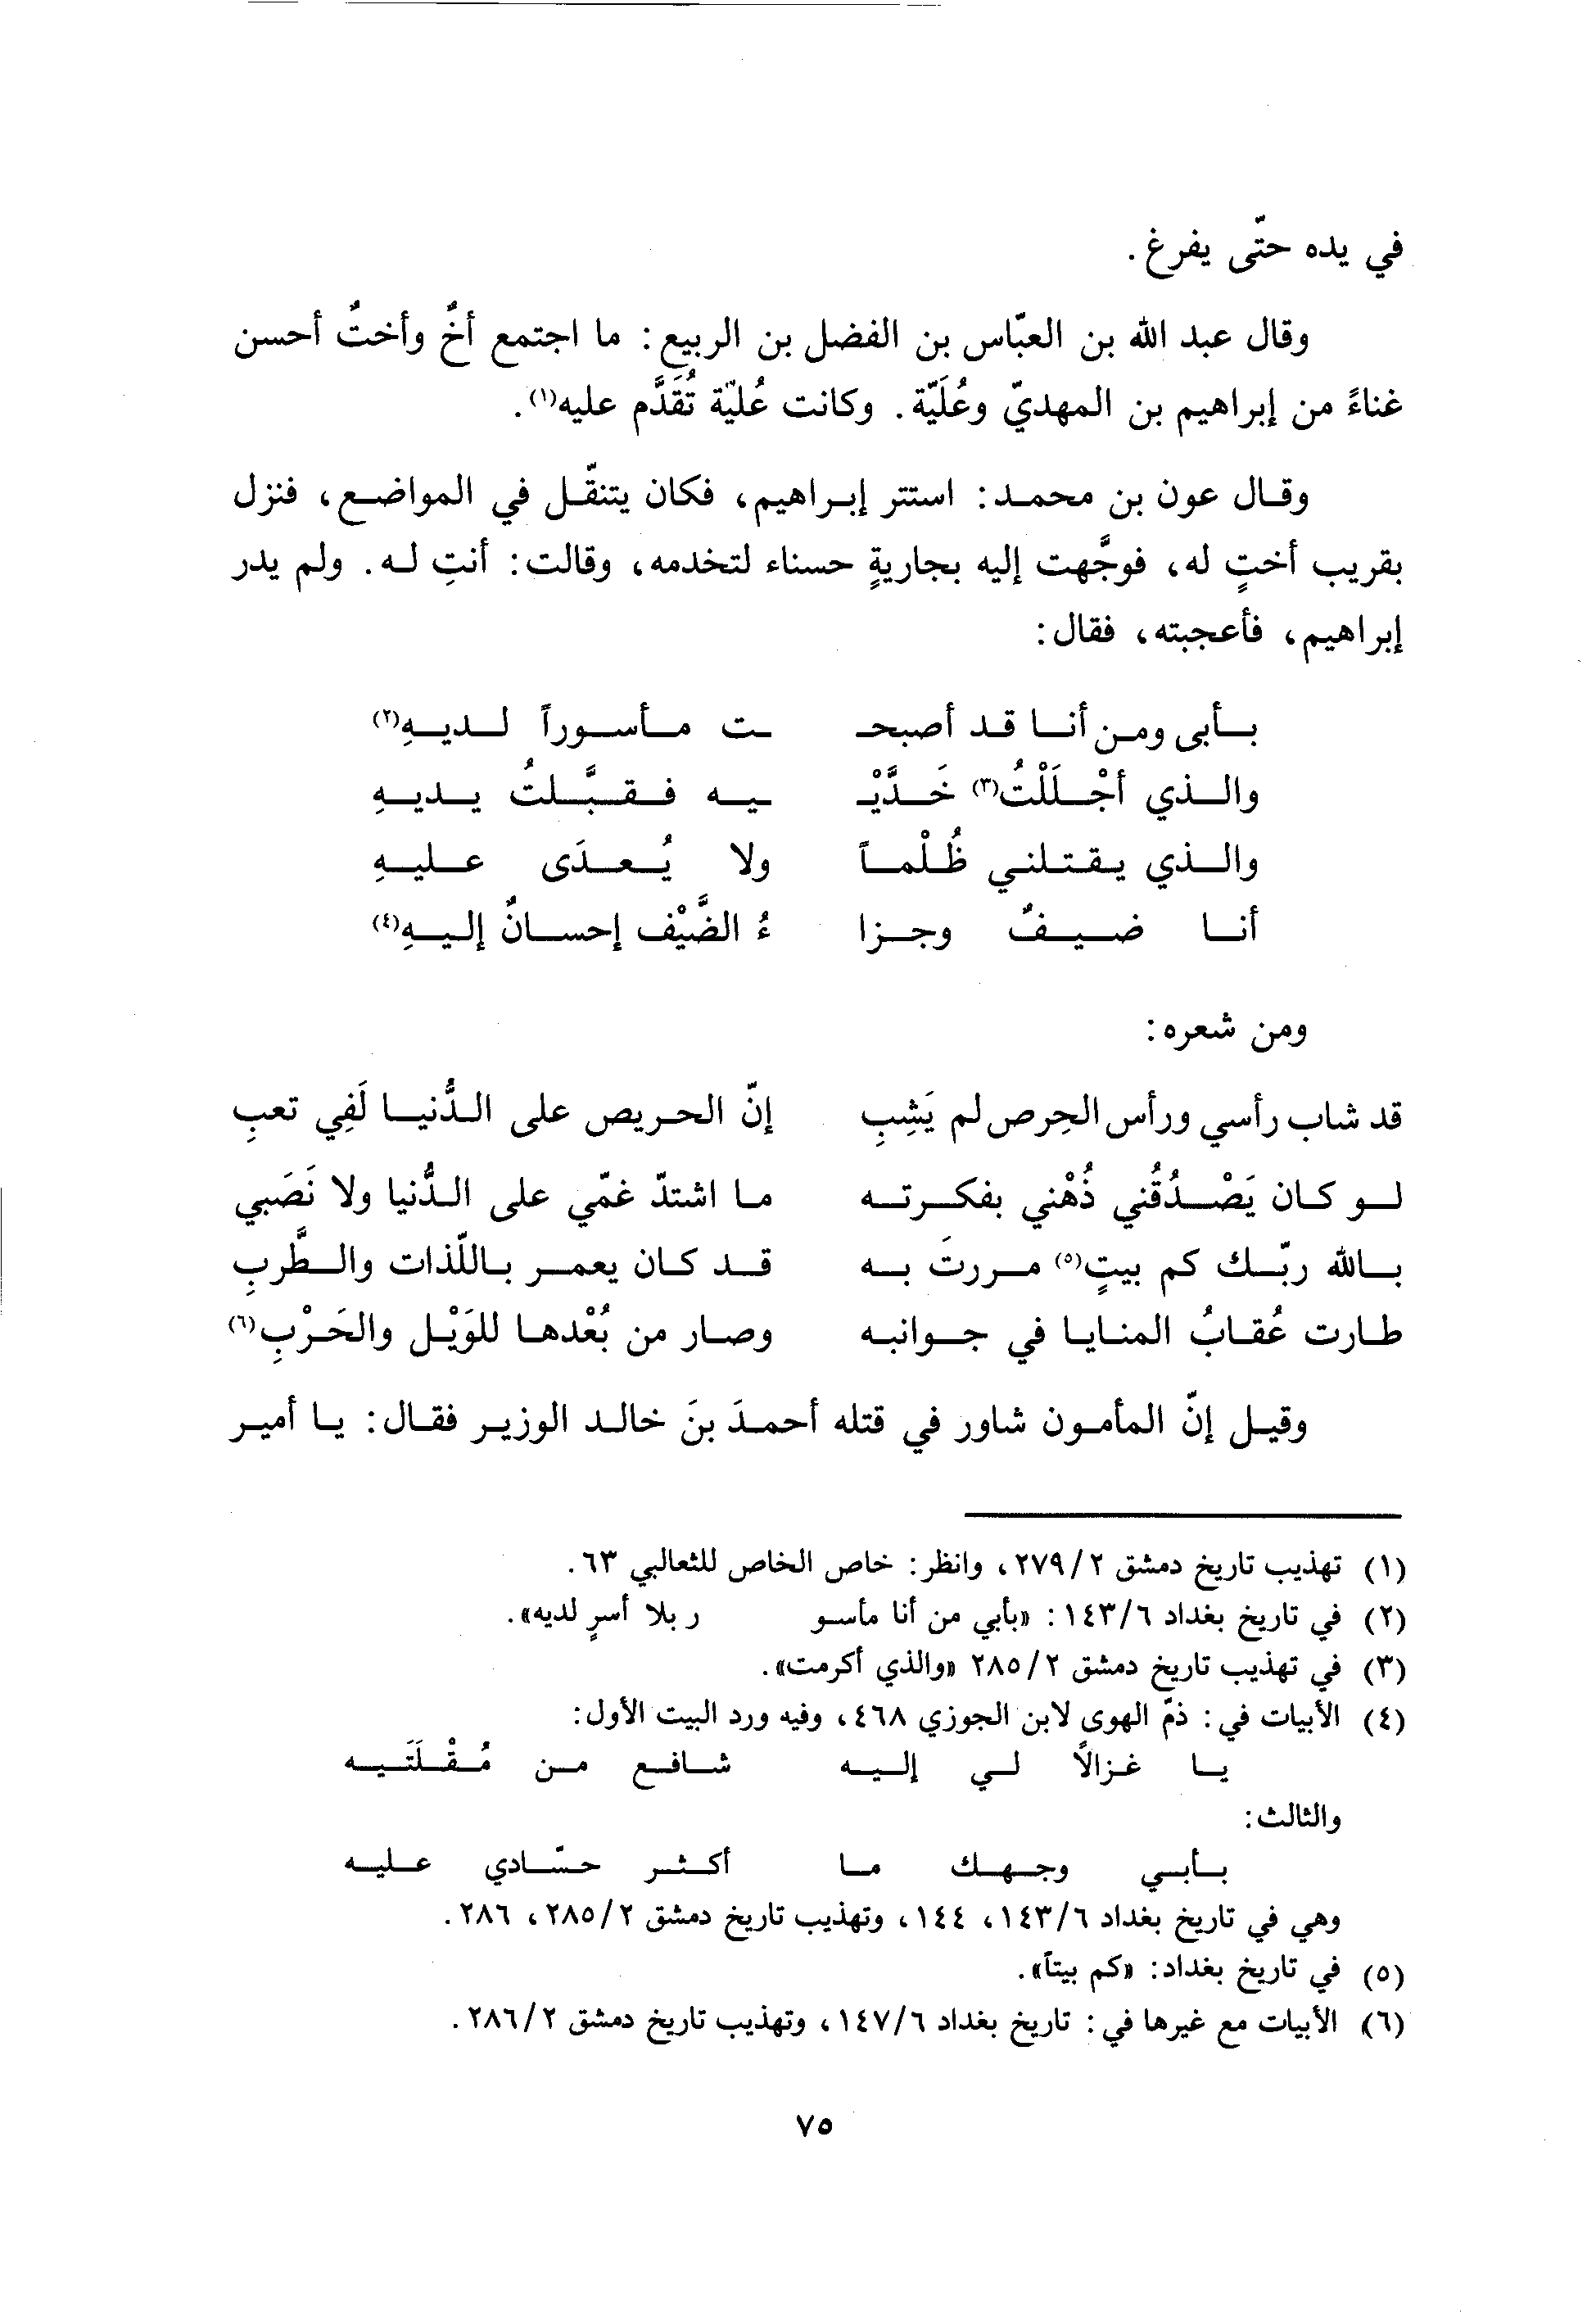 في يده حتّى يفرغ.
وقال عبد الله بن العبّاس بن الفضل بن الربيع: ما اجتمع أخٌ وأختٌ أحسن
غناءً من إبراهيم بن المهديّ وعُلَيّة. وكانت عُليّة تُقَدَّم عليه(١).
وقال عون بن محمد: استتر إبراهيم، فكان يتنقّل في المواضع، فنزل
بقريب أختٍ له، فوجَّهت إليه بجاريةٍ حسناء لتخدمه، وقالت: أنتِ له. ولم يدر
إبراهيم، فأعجبته، فقال:
بأبى ومن أنا قد أصبحـ ـت مأسوراً لديهِ(٢)
والذي أجْلَلْتُ(٣) خَدَّيْـ ـيه فقبَّلتُ يديهِ
والذي يقتلني ظُلْماً ولا يُعدَى عليهِ
أنا ضيفٌ وجزا ءُ الضَّيْف إحسانٌ إليهِ(٤)
ومن شعره:
قد شاب رأسي ورأس الحِرص لم يَشِبِ إنّ الحريص على الدُّنيا لَفِي تعبِ
لو كان يَصْدُقُني ذُهْني بفكرته ما اشتدّ غمّي على الدُّنيا ولا نَصَبي
بالله ربّك كم بيتٍ(٥) مررتَ به قد كان يعمر باللّذات والطَّربِ
طارت عُقابُ المنايا في جوانبه وصار من بُعْدها للوَيْل والحَرْبِ(٦)
وقيل إنّ المأمون شاور في قتله أحمدَ بنَ خالد الوزير فقال: يا أمير
(١) تهذيب تاريخ دمشق ٢/٢٧٩، وانظر: خاص الخاص للثعالبي ٦٣.
(٢) في تاريخ بغداد ٦/١٤٣: «بأبي من أنا مأسو ر بلا أسرٍ لديه».
(٣) في تهذيب تاريخ دمشق ٢/٢٨٥ «والذي أكرمت».
(٤) الأبيات في: ذمّ الهوى لابن الجوزي ٤٦٨، وفيه ورد البيت الأول:
يا غزالاً لي إليه شافع من مُقْلَتَيه
والثالث:
بأبي وجهك ما أكثر حسّادي عليه
وهي في تاريخ بغداد ٦/١٤٣، ١٤٤، وتهذيب تاريخ دمشق ٢/٢٨٥، ٢٨٦.
(٥) في تاريخ بغداد: «كم بيتاً».
(٦) الأبيات مع غيرها في: تاريخ بغداد ٦/١٤٧، وتهذيب تاريخ دمشق ٢/٢٨٦.
٧٥